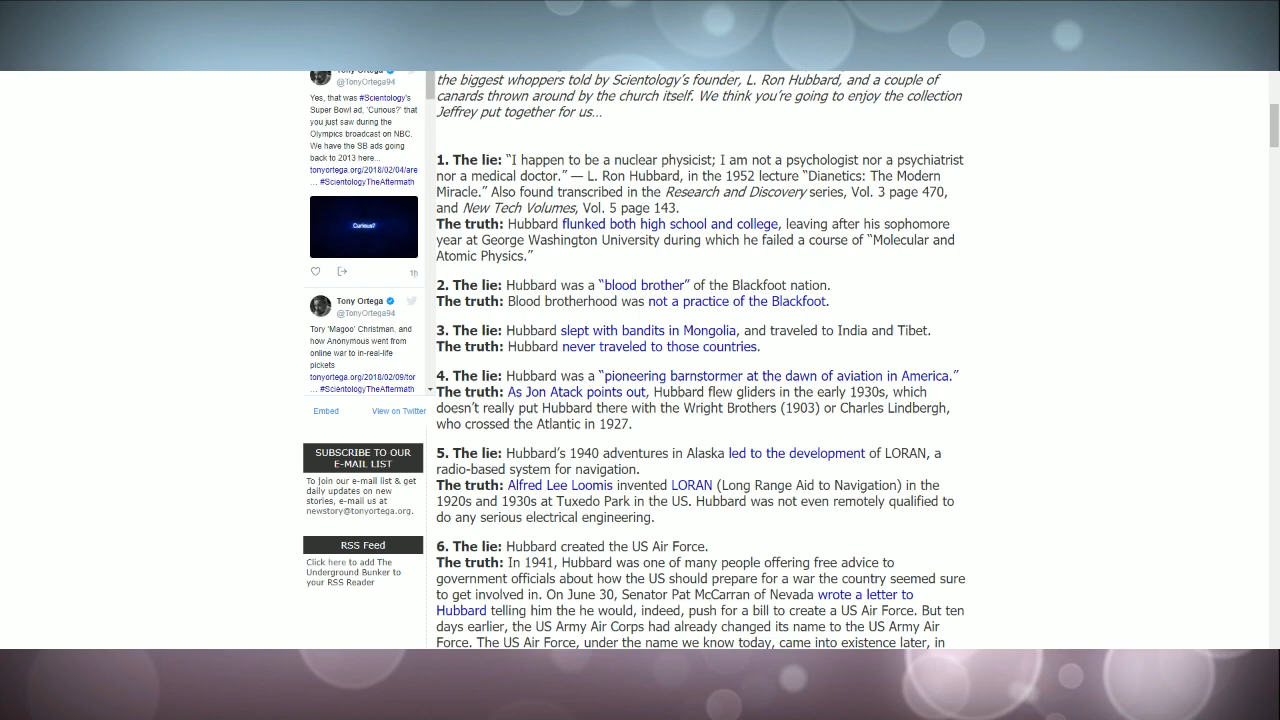 Tony Ortega
@TonyOrtega94
Yes, that was #Scientology's
Super Bowl ad, 'Curious?' that
you just saw during the
Olympics broadcast on NBC.
We have the SB ads going
back to 2013 here...
tonyortega.org/2018/02/04/are
... #ScientologyTheAftermath
Curious?
1h
Tony Ortega
@TonyOrtega94
Tory 'Magoo' Christman, and
how Anonymous went from
online war to in-real-life
pickets
tonyortega.org/2018/02/09/tor
... #ScientologyTheAftermath
Embed View on Twitter
SUBSCRIBE TO OUR
E-MAIL LIST
To join our e-mail list & get
daily updates on new
stories, e-mail us at
newstory@tonyortega.org.
RSS Feed
Click here to add The
Underground Bunker to
your RSS Reader
the biggest whoppers told by Scientology's founder, L. Ron Hubbard, and a couple of
canards thrown around by the church itself. We think you're going to enjoy the collection
Jeffrey put together for us…
1. The lie: “I happen to be a nuclear physicist; I am not a psychologist nor a psychiatrist
nor a medical doctor.” — L. Ron Hubbard, in the 1952 lecture “Dianetics: The Modern
Miracle.” Also found transcribed in the Research and Discovery series, Vol. 3 page 470,
and New Tech Volumes, Vol. 5 page 143.
The truth: Hubbard flunked both high school and college, leaving after his sophomore
year at George Washington University during which he failed a course of “Molecular and
Atomic Physics.”
2. The lie: Hubbard was a “blood brother” of the Blackfoot nation.
The truth: Blood brotherhood was not a practice of the Blackfoot.
3. The lie: Hubbard slept with bandits in Mongolia, and traveled to India and Tibet.
The truth: Hubbard never traveled to those countries.
4. The lie: Hubbard was a “pioneering barnstormer at the dawn of aviation in America.”
The truth: As Jon Atack points out, Hubbard flew gliders in the early 1930s, which
doesn't really put Hubbard there with the Wright Brothers (1903) or Charles Lindbergh,
who crossed the Atlantic in 1927.
5. The lie: Hubbard's 1940 adventures in Alaska led to the development of LORAN, a
radio-based system for navigation.
The truth: Alfred Lee Loomis invented LORAN (Long Range Aid to Navigation) in the
1920s and 1930s at Tuxedo Park in the US. Hubbard was not even remotely qualified to
do any serious electrical engineering.
6. The lie: Hubbard created the US Air Force.
The truth: In 1941, Hubbard was one of many people offering free advice to
government officials about how the US should prepare for a war the country seemed sure
to get involved in. On June 30, Senator Pat McCarran of Nevada wrote a letter to
Hubbard telling him the he would, indeed, push for a bill to create a US Air Force. But ten
days earlier, the US Army Air Corps had already changed its name to the US Army Air
Force. The US Air Force, under the name we know today, came into existence later, in